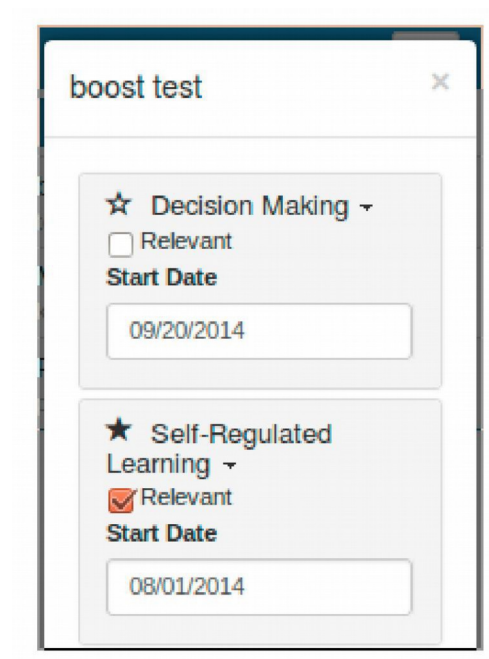 boost test ×
Decision Making
Relevant
Start Date
09/20/2014
Self-Regulated
Learning
Relevant
Start Date
08/01/2014